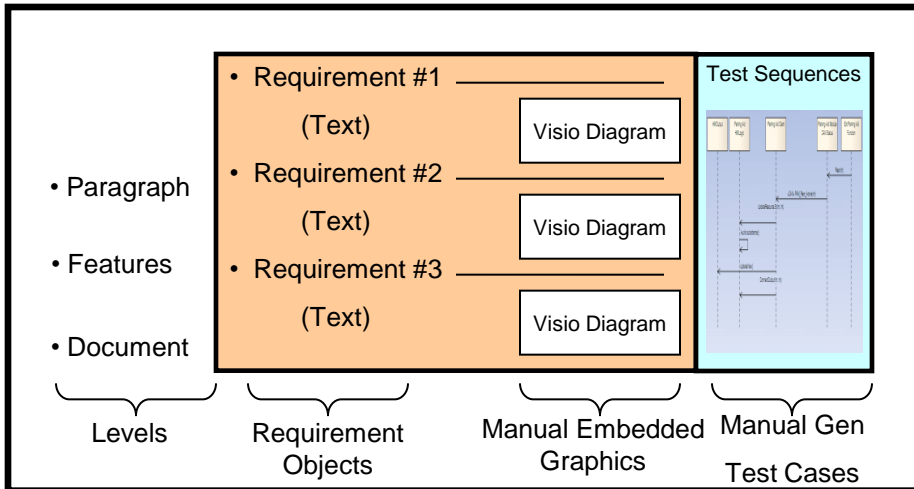 • Requirement #1
(Text)
Visio Diagram
• Requirement #2
Visio Diagram
• Requirement #3
(Text)
Visio Diagram
Test Sequences
• Paragraph
• Features
• Document
Levels
Requirement
Objects
Manual Embedded
Graphics
Manual Gen
Test Cases